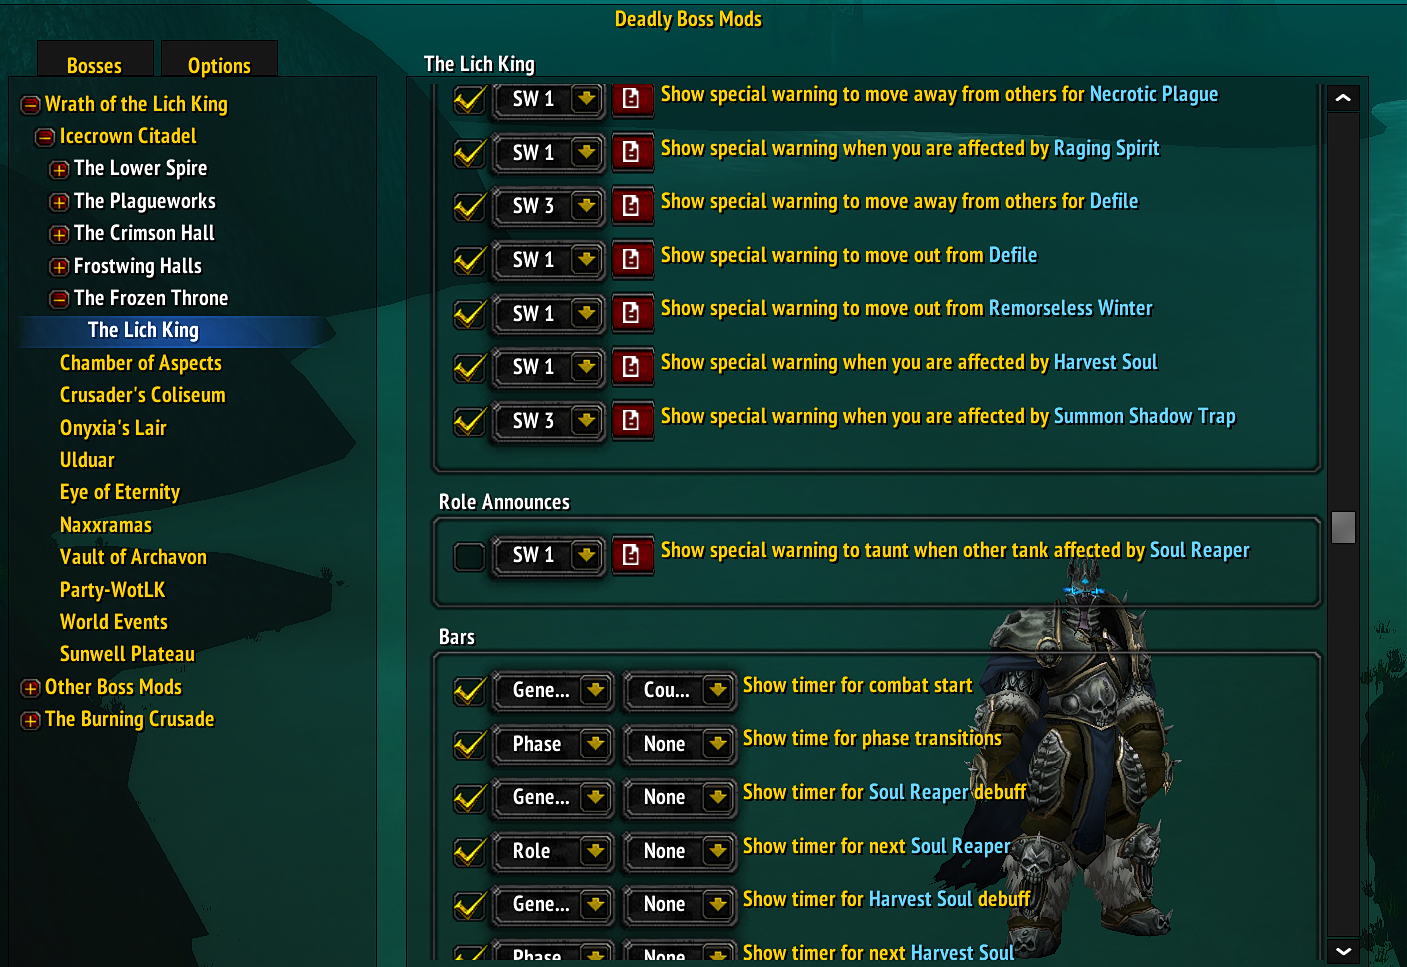 Deadly Boss Mods
Bosses
Options
Wrath of the Lich King
Icecrown Citadel
The Lower Spire
The Plagueworks
The Crimson Hall
Frostwing Halls
The Frozen Throne
The Lich King
Chamber of Aspects
Crusader's Coliseum
Onyxia's Lair
Ulduar
Eye of Eternity
Naxxramas
Vault of Archavon
Party-WotLK
World Events
Sunwell Plateau
Other Boss Mods
The Burning Crusade
The Lich King
SW 1 Show special warning to move away from others for Necrotic Plague
SW 1 Show special warning when you are affected by Raging Spirit
SW 3 Show special warning to move away from others for Defile
SW 1 Show special warning to move out from Defile
SW 1 Show special warning to move out from Remorseless Winter
SW 1 Show special warning when you are affected by Harvest Soul
SW 3 Show special warning when you are affected by Summon Shadow Trap
Role Announces
SW 1 Show special warning to taunt when other tank affected by Soul Reaper
Bars
Gene... Cou... Show timer for combat start
Phase None Show time for phase transitions
Gene... None Show timer for Soul Reaper debuff
Role None Show timer for next Soul Reaper
Gene... None Show timer for Harvest Soul debuff
Phase None Show timer for next Harvest Soul